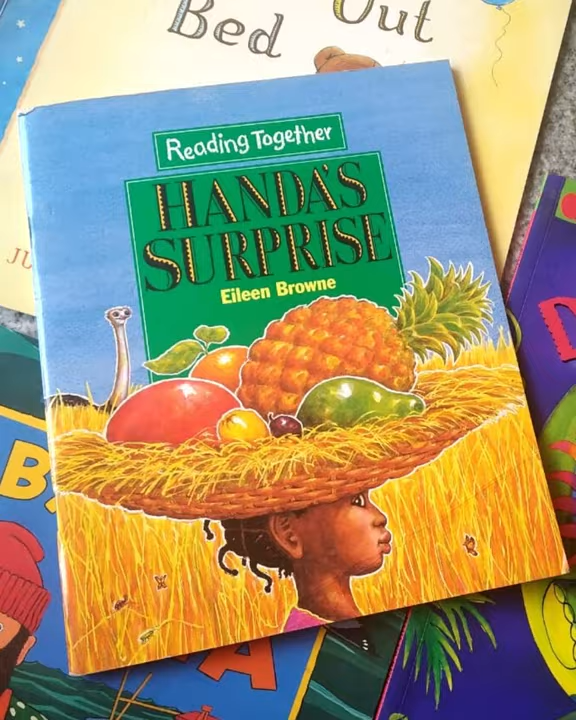 Bed Out
Reading Together
HANDA'S
SURPRISE
Eileen Browne